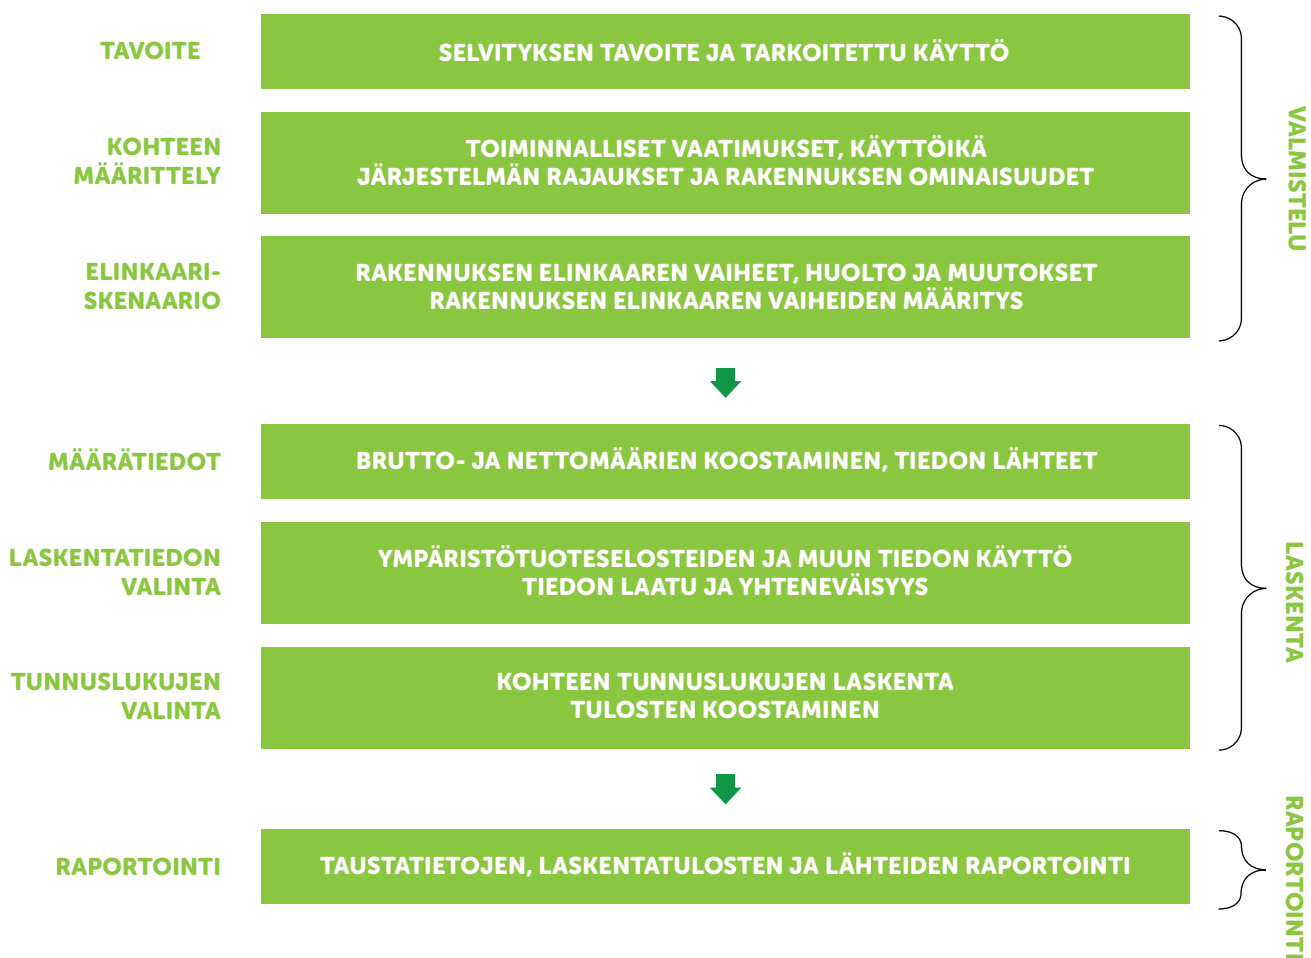 TAVOITE
SELVITYKSEN TAVOITE JA TARKOITETTU KÄYTTÖ
KOHTEEN
MÄÄRITTELY
TOIMINNALLISET VAATIMUKSET, KÄYTTÖIKÄ
JÄRJESTELMÄN RAJAUKSET JA RAKENNUKSEN OMINAISUUDET
ELINKAARI-
SKENAARIO
RAKENNUKSEN ELINKAAREN VAIHEET, HUOLTO JA MUUTOKSET
RAKENNUKSEN ELINKAAREN VAIHEIDEN MÄÄRITYS
VALMISTELU
MÄÄRÄTIEDOT
BRUTTO- JA NETTOMÄÄRIEN KOOSTAMINEN, TIEDON LÄHTEET
LASKENTATIEDON
VALINTA
YMPÄRISTÖTUOTESELOSTEIDEN JA MUUN TIEDON KÄYTTÖ
TIEDON LAATU JA YHTENEVÄISYYS
TUNNUSLUKUJEN
VALINTA
KOHTEEN TUNNUSLUKUJEN LASKENTA
TULOSTEN KOOSTAMINEN
LASKENTA
RAPORTOINTI
TAUSTATIETOJEN, LASKENTATULOSTEN JA LÄHTEIDEN RAPORTOINTI
RAPORTOINTI